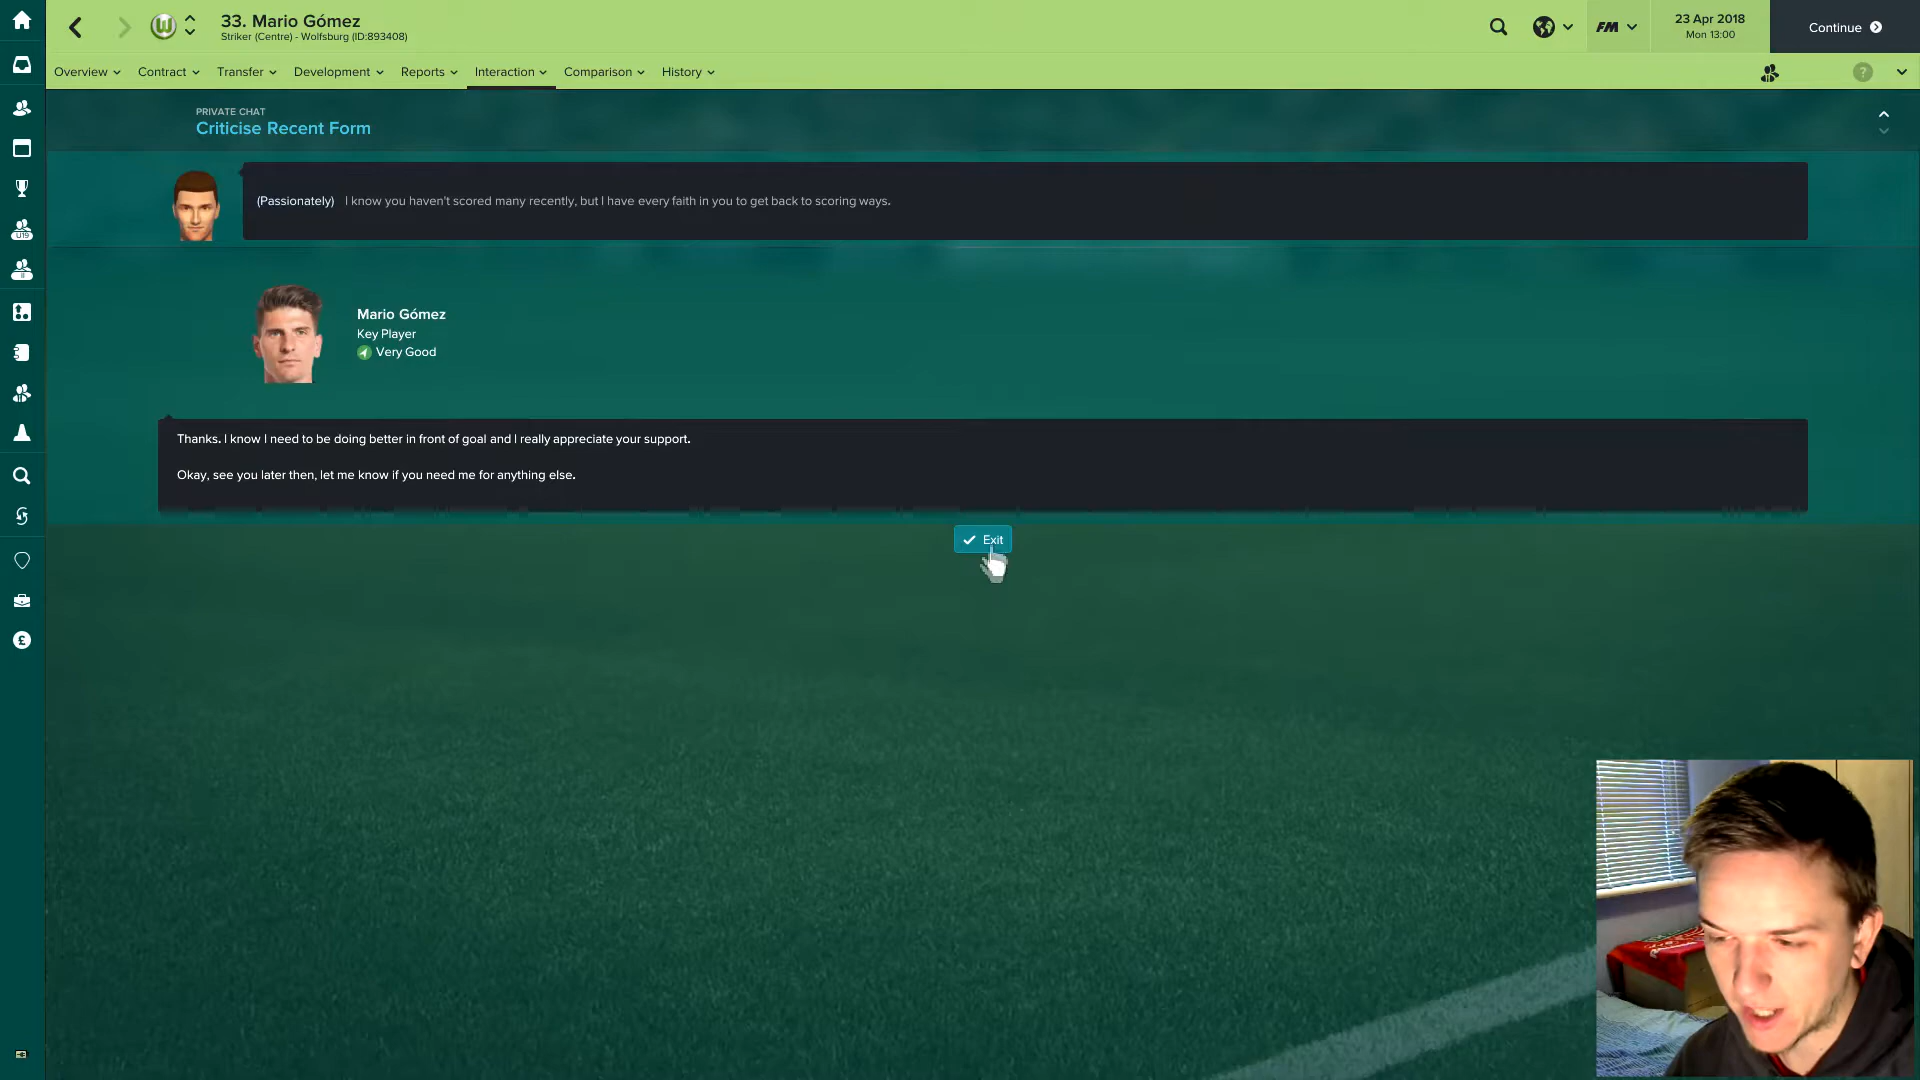 33. Mario Gómez
Striker (Centre) - Wolfsburg (ID:893408)
FM
23 Apr 2018
Mon 13:00
Continue
Overview
Contract
Transfer
Development
Reports
Interaction
Comparison
History
?
PRIVATE CHAT
Criticise Recent Form
(Passionately) I know you haven't scored many recently, but I have every faith in you to get back to scoring ways.
Mario Gómez
Key Player
Very Good
Thanks. I know I need to be doing better in front of goal and I really appreciate your support.
Okay, see you later then, let me know if you need me for anything else.
Exit
U19
II
£